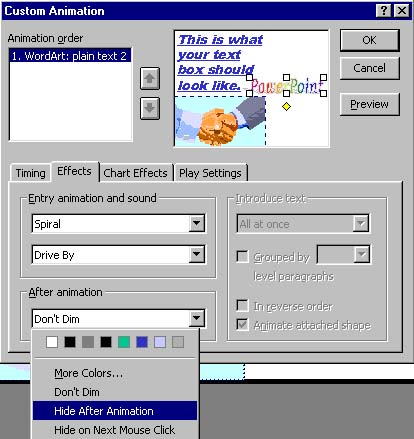 Custom Animation
Animation order
1. WordArt: plain text 2
This is what
your text
box should
look like.
PowerPoint
OK
Cancel
Preview
Timing
Effects
Chart Effects
Play Settings
Entry animation and sound
Spiral
Drive By
Introduce text
All at once
Grouped by
level paragraphs
In reverse order
Animate attached shape
After animation
Don't Dim
More Colors...
Don't Dim
Hide After Animation
Hide on Next Mouse Click